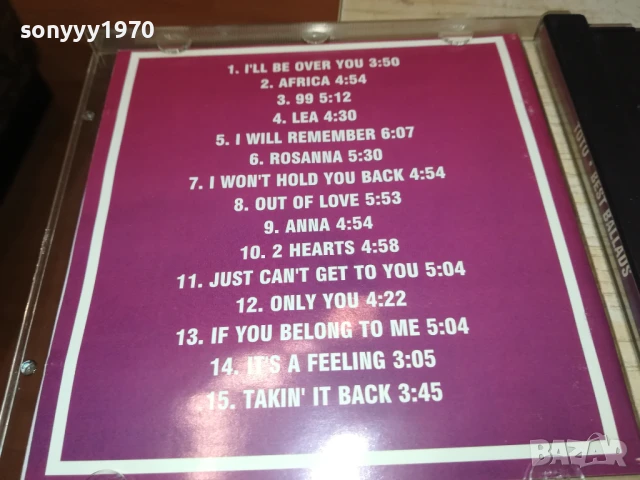 sonyyy1970
1. I'LL BE OVER YOU 3:50
2. AFRICA 4:54
3. 99 5:12
4. LEA 4:30
5. I WILL REMEMBER 6:07
6. ROSANNA 5:30
7. I WON'T HOLD YOU BACK 4:54
8. OUT OF LOVE 5:53
9. ANNA 4:54
10. 2 HEARTS 4:58
11. JUST CAN'T GET TO YOU 5:04
12. ONLY YOU 4:22
13. IF YOU BELONG TO ME 5:04
14. IT'S A FEELING 3:05
15. TAKIN' IT BACK 3:45
TOTO • BEST BALLADS
BAZAR